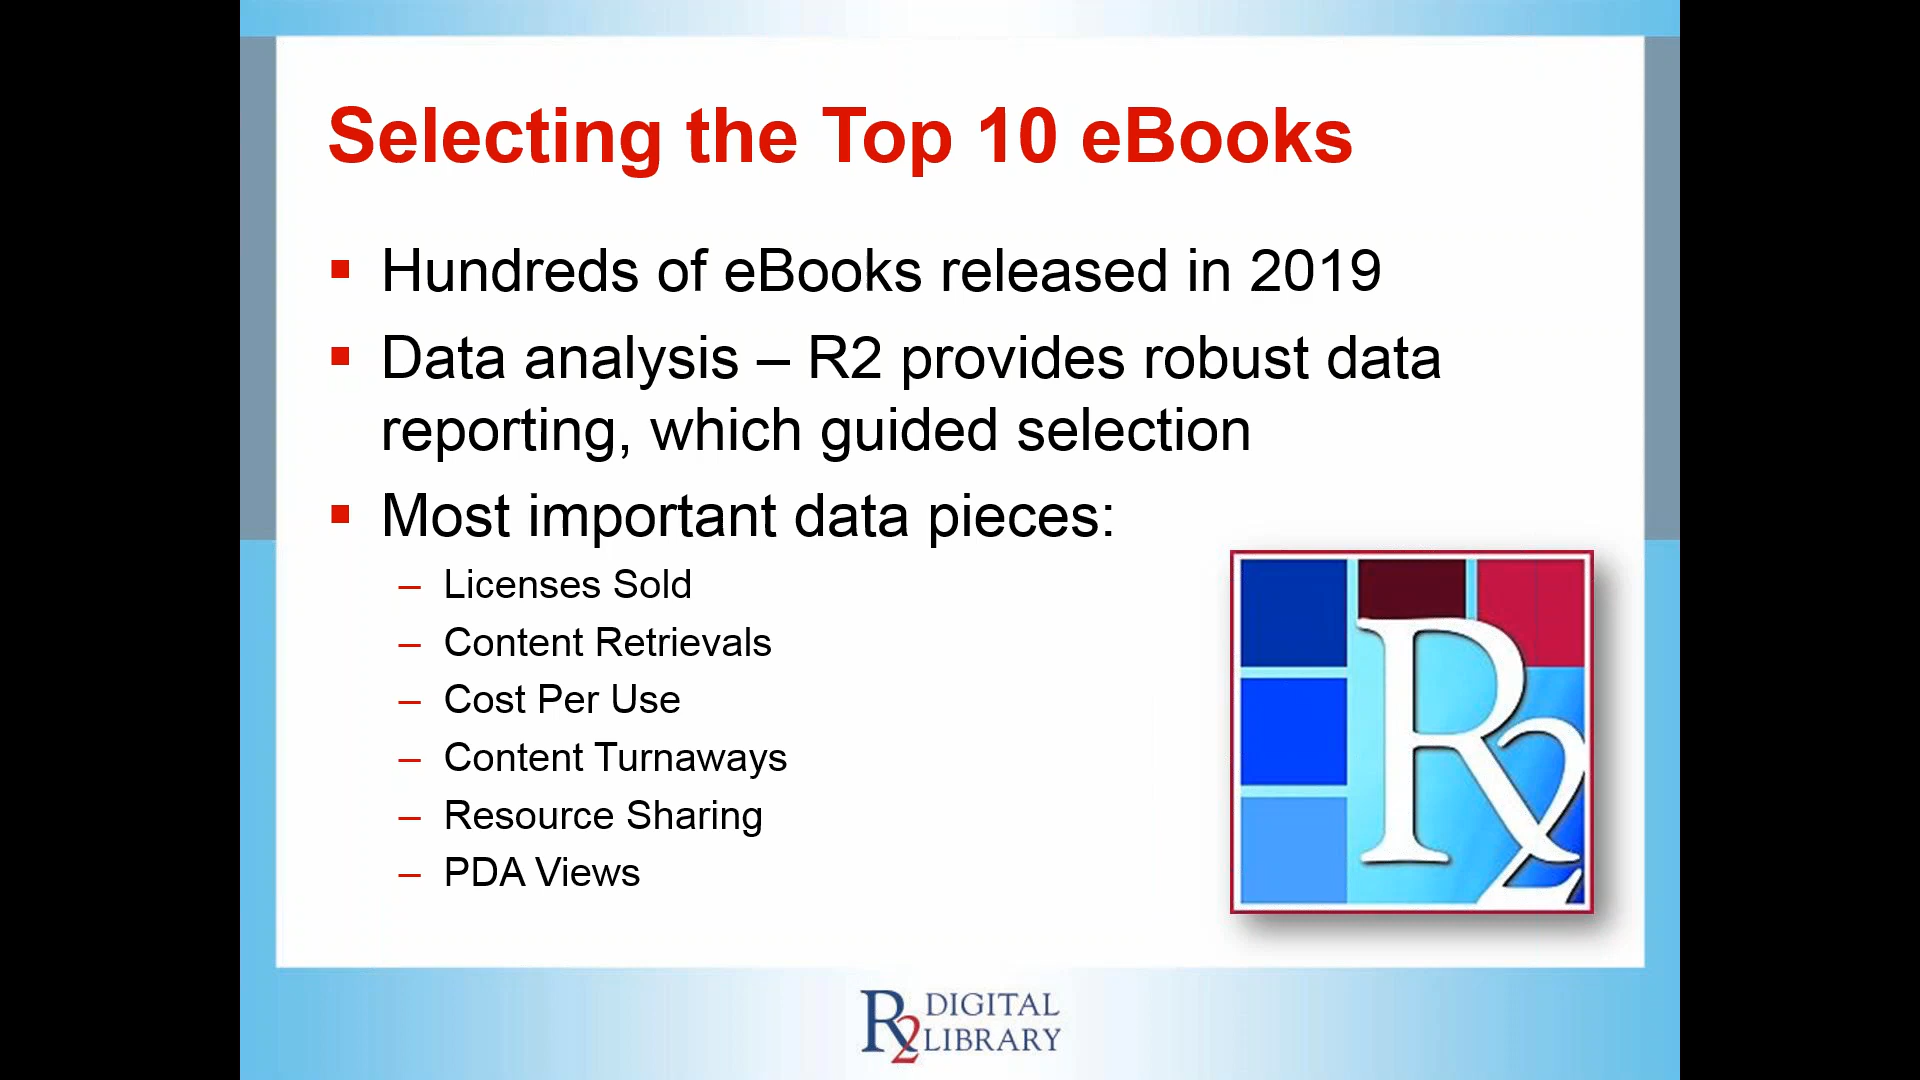 Selecting the Top 10 eBooks
▪ Hundreds of eBooks released in 2019
▪ Data analysis – R2 provides robust data
reporting, which guided selection
▪ Most important data pieces:
– Licenses Sold
– Content Retrievals
– Cost Per Use
– Content Turnaways
– Resource Sharing
– PDA Views
R2
R2 DIGITAL
LIBRARY